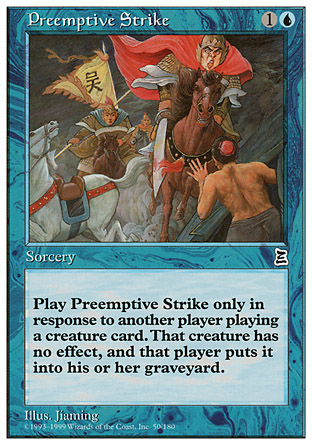 Preemptive Strike 1
吴
Sorcery
Play Preemptive Strike only in
response to another player playing
a creature card. That creature has
no effect, and that player puts it
into his or her graveyard.
Illus. Jiaming
©1993-1999 Wizards of the Coast, Inc. 50/180